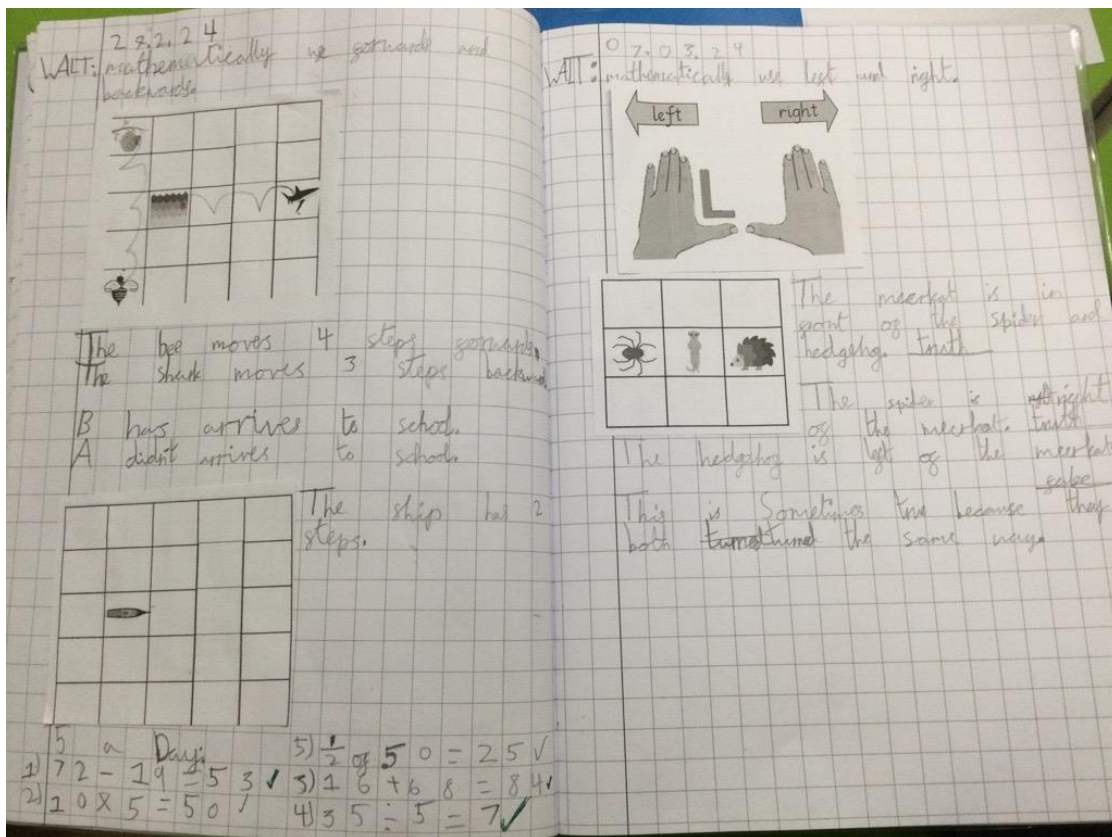 28.2.24
WALT: mathematically use forwards and
backwards.
The bee moves 4 steps forwards.
The shark moves 3 steps backward
B has arrives to school.
A didn't arrives to school.
The ship has 2
steps.
5 a Day:
1) 72 - 19 = 53 ✓
2) 10 x 5 = 50 ✓
5) 1/2 of 50 = 25 ✓
3) 16 + 68 = 84 ✓
4) 35 ÷ 5 = 7 ✓
07.03.24
WALT: mathematically use left and right.
left right
L
The meerkat is in
front of the spider and
hedgehog. truth
The spider is right
of the meerkat. truth
The hedgehog is left of the meerkat
false
This is Sometimes true because they
both the same way.